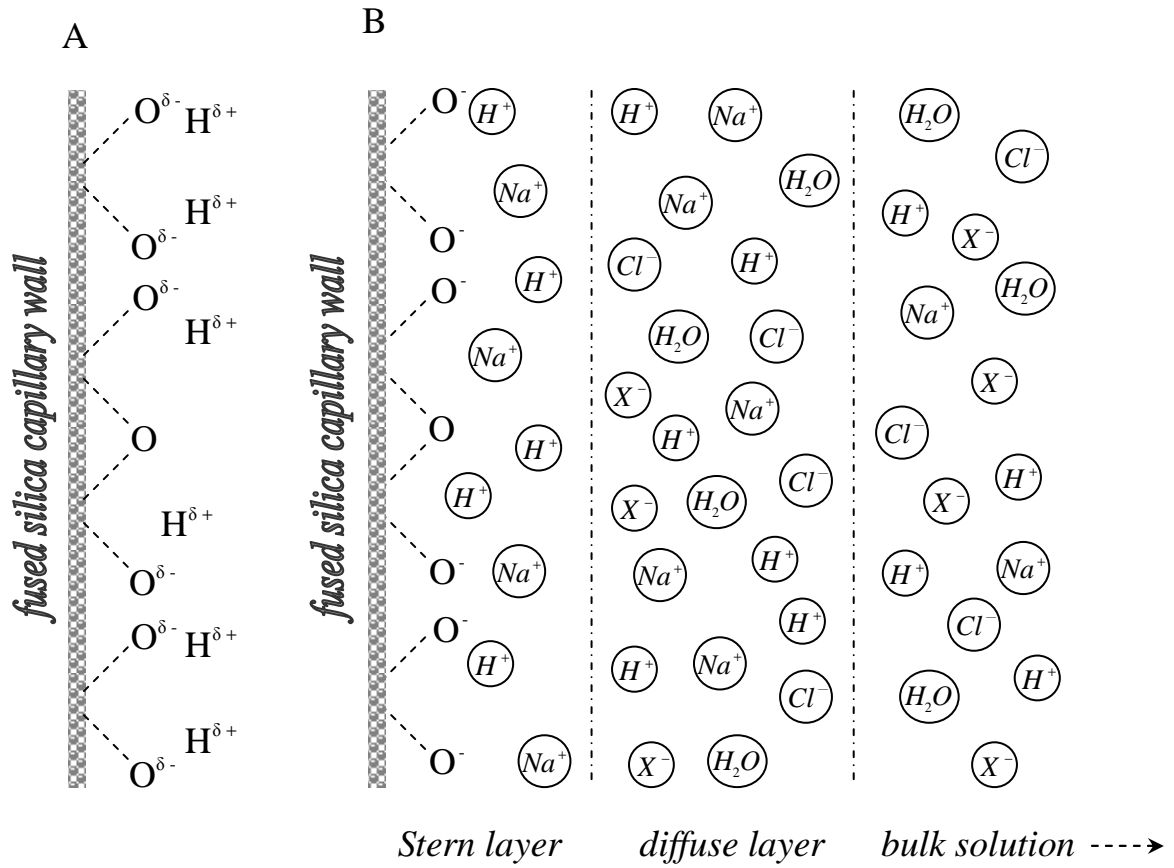 A
B
fused silica capillary wall
O^δ-
H^δ+
H^δ+
O^δ-
O^δ-
H^δ+
O
H^δ+
O^δ-
O^δ-
H^δ+
H^δ+
O^δ-
fused silica capillary wall
O^-
H^+
Na^+
O^-
H^+
O^-
Na^+
O
H^+
H^+
O^-
Na^+
O^-
H^+
O^-
Na^+
Stern layer
H^+
Na^+
H₂O
Na^+
Cl^-
H^+
H₂O
Cl^-
X^-
Na^+
H^+
Cl^-
X^-
H₂O
H^+
Na^+
H^+
H^+
Na^+
Cl^-
X^-
H₂O
diffuse layer
H₂O
Cl^-
H^+
X^-
H₂O
Na^+
X^-
Cl^-
H^+
X^-
H^+
Na^+
Cl^-
H^+
H₂O
X^-
bulk solution